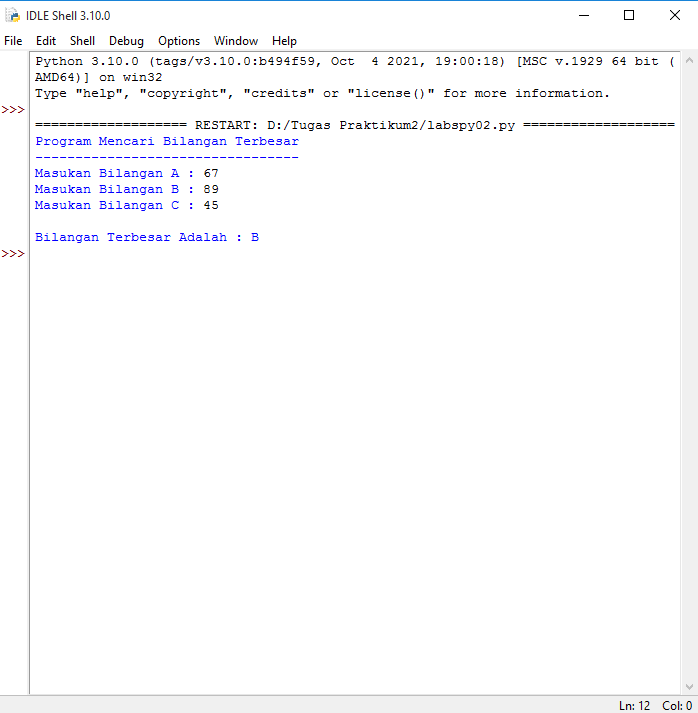 IDLE Shell 3.10.0
File Edit Shell Debug Options Window Help
Python 3.10.0 (tags/v3.10.0:b494f59, Oct  4 2021, 19:00:18) [MSC v.1929 64 bit (
AMD64)] on win32
Type "help", "copyright", "credits" or "license()" for more information.
>>>
=================== RESTART: D:/Tugas Praktikum2/labspy02.py ===================
Program Mencari Bilangan Terbesar
---------------------------------
Masukan Bilangan A : 67
Masukan Bilangan B : 89
Masukan Bilangan C : 45
Bilangan Terbesar Adalah : B
>>>
Ln: 12 Col: 0